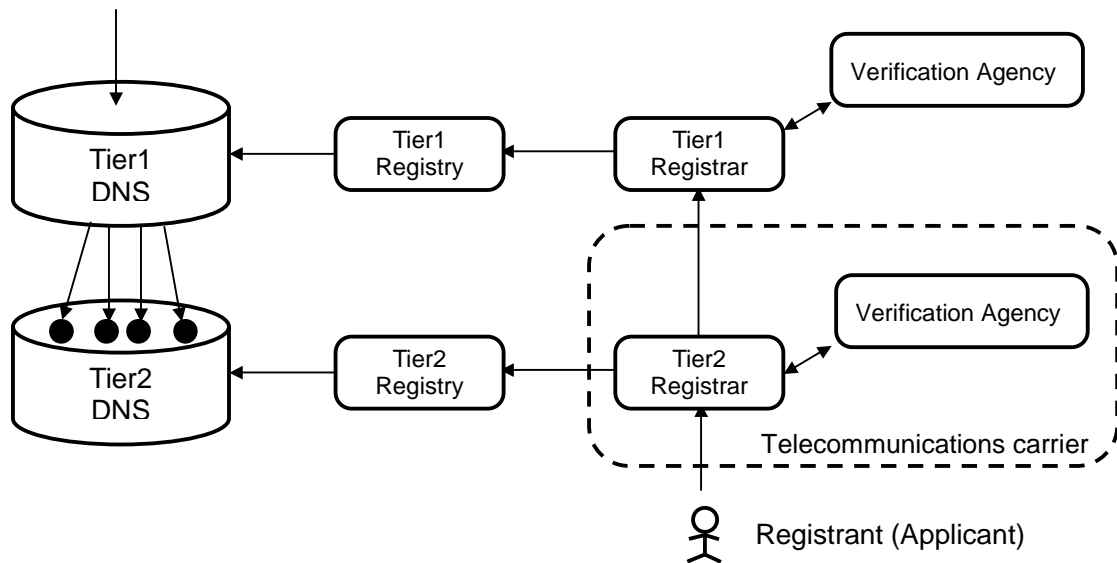 Verification Agency
Tier1
DNS
Tier1
Registry
Tier1
Registrar
Verification Agency
Tier2
DNS
Tier2
Registry
Tier2
Registrar
Telecommunications carrier
Registrant (Applicant)